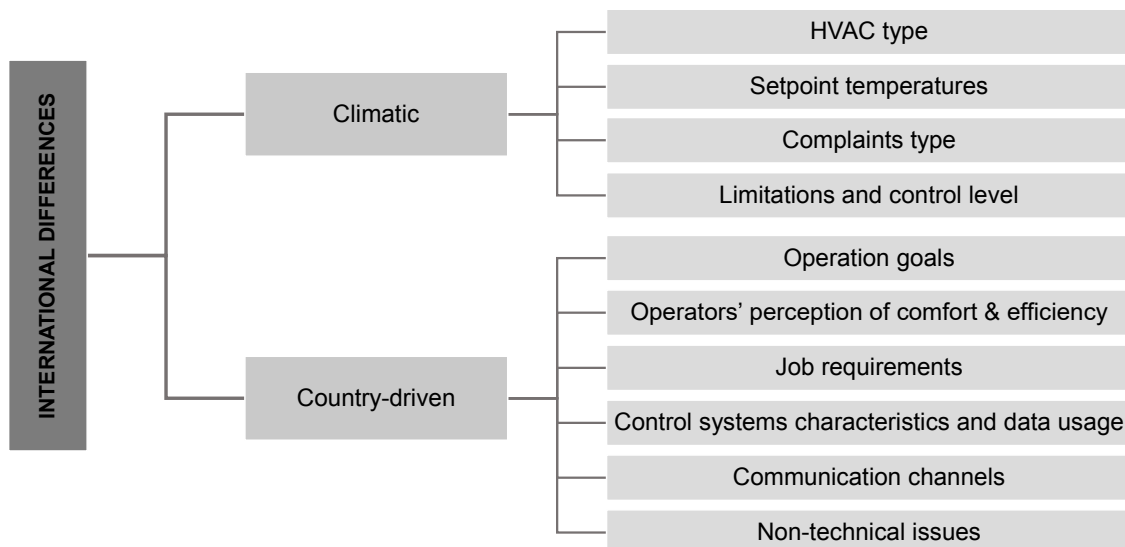 INTERNATIONAL DIFFERENCES
Climatic
HVAC type
Setpoint temperatures
Complaints type
Limitations and control level
Country-driven
Operation goals
Operators’ perception of comfort & efficiency
Job requirements
Control systems characteristics and data usage
Communication channels
Non-technical issues